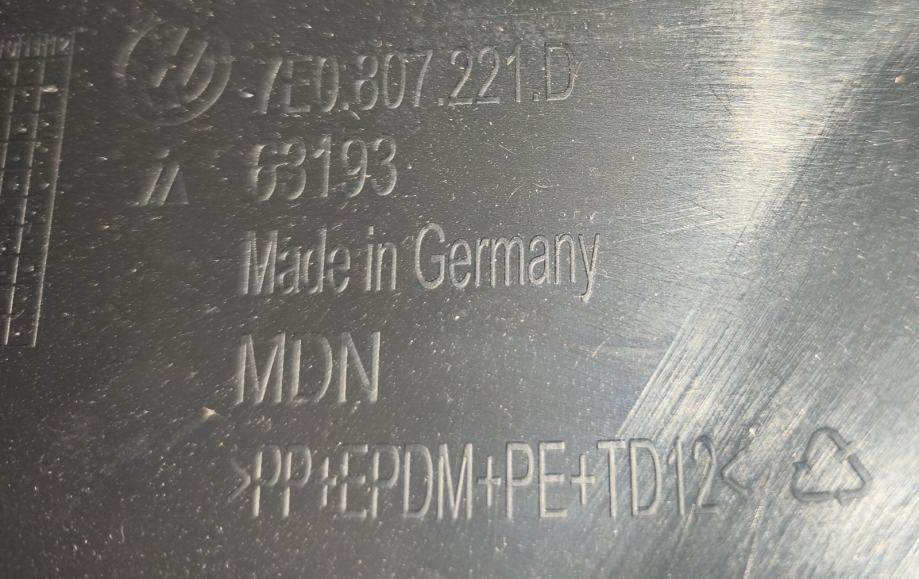 7E0.807.221.D
63193
Made in Germany
MDN
>PP+EPDM+PE+TD12<